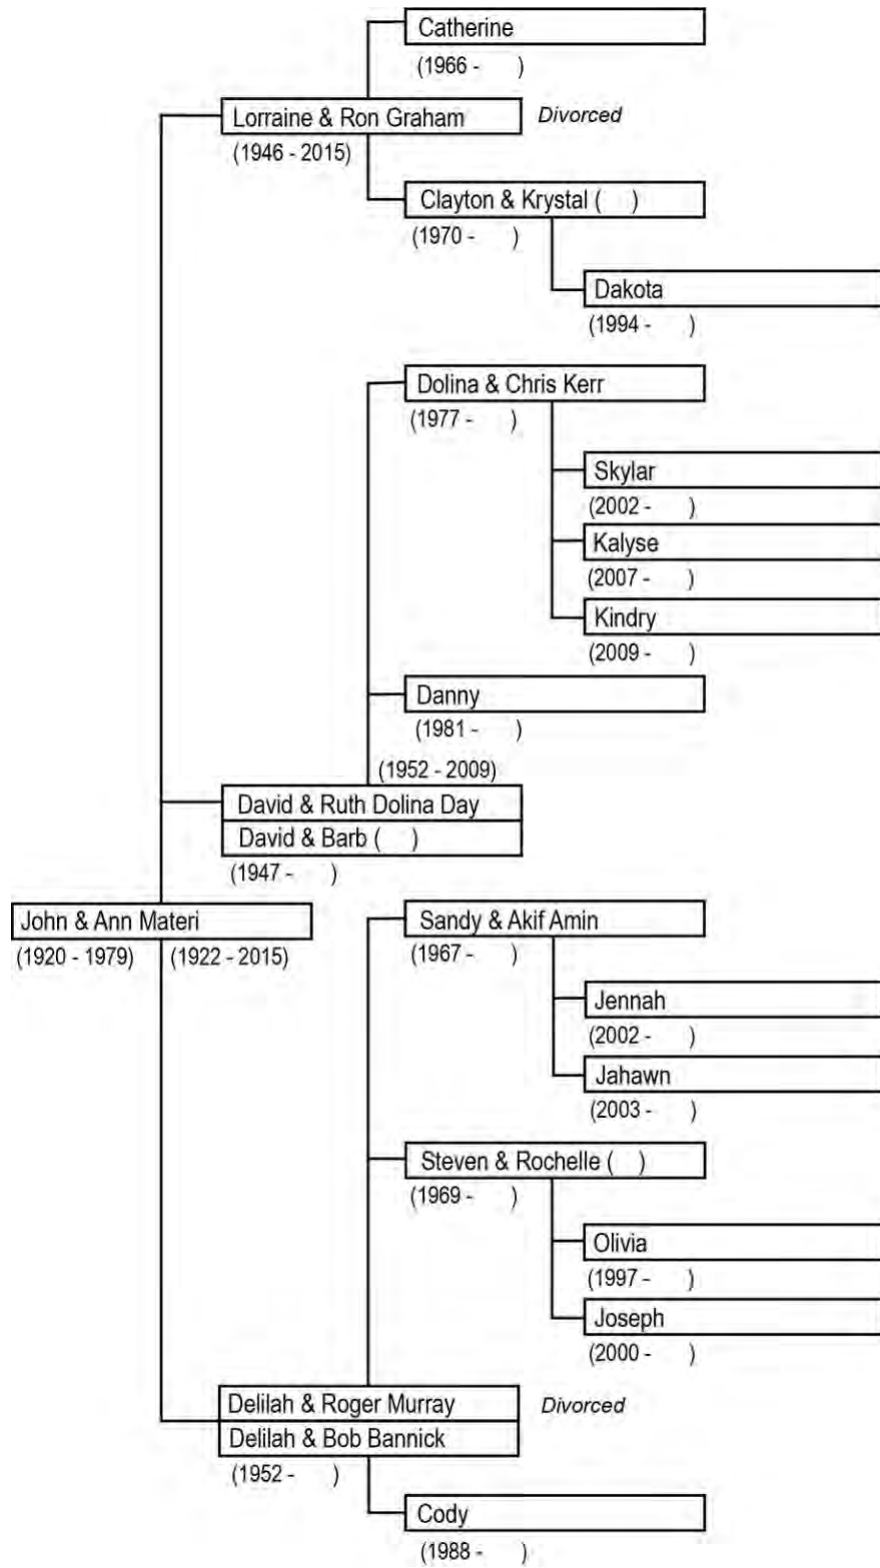 Catherine
(1966 -      )
Lorraine & Ron Graham    Divorced
(1946 - 2015)
Clayton & Krystal (    )
(1970 -      )
Dakota
(1994 -      )
Dolina & Chris Kerr
(1977 -      )
Skylar
(2002 -      )
Kalyse
(2007 -      )
Kindry
(2009 -      )
Danny
(1981 -      )
(1952 - 2009)
David & Ruth Dolina Day
David & Barb (    )
(1947 -      )
John & Ann Materi
(1920 - 1979)    (1922 - 2015)
Sandy & Akif Amin
(1967 -      )
Jennah
(2002 -      )
Jahawn
(2003 -      )
Steven & Rochelle (    )
(1969 -      )
Olivia
(1997 -      )
Joseph
(2000 -      )
Delilah & Roger Murray    Divorced
Delilah & Bob Bannick
(1952 -      )
Cody
(1988 -      )